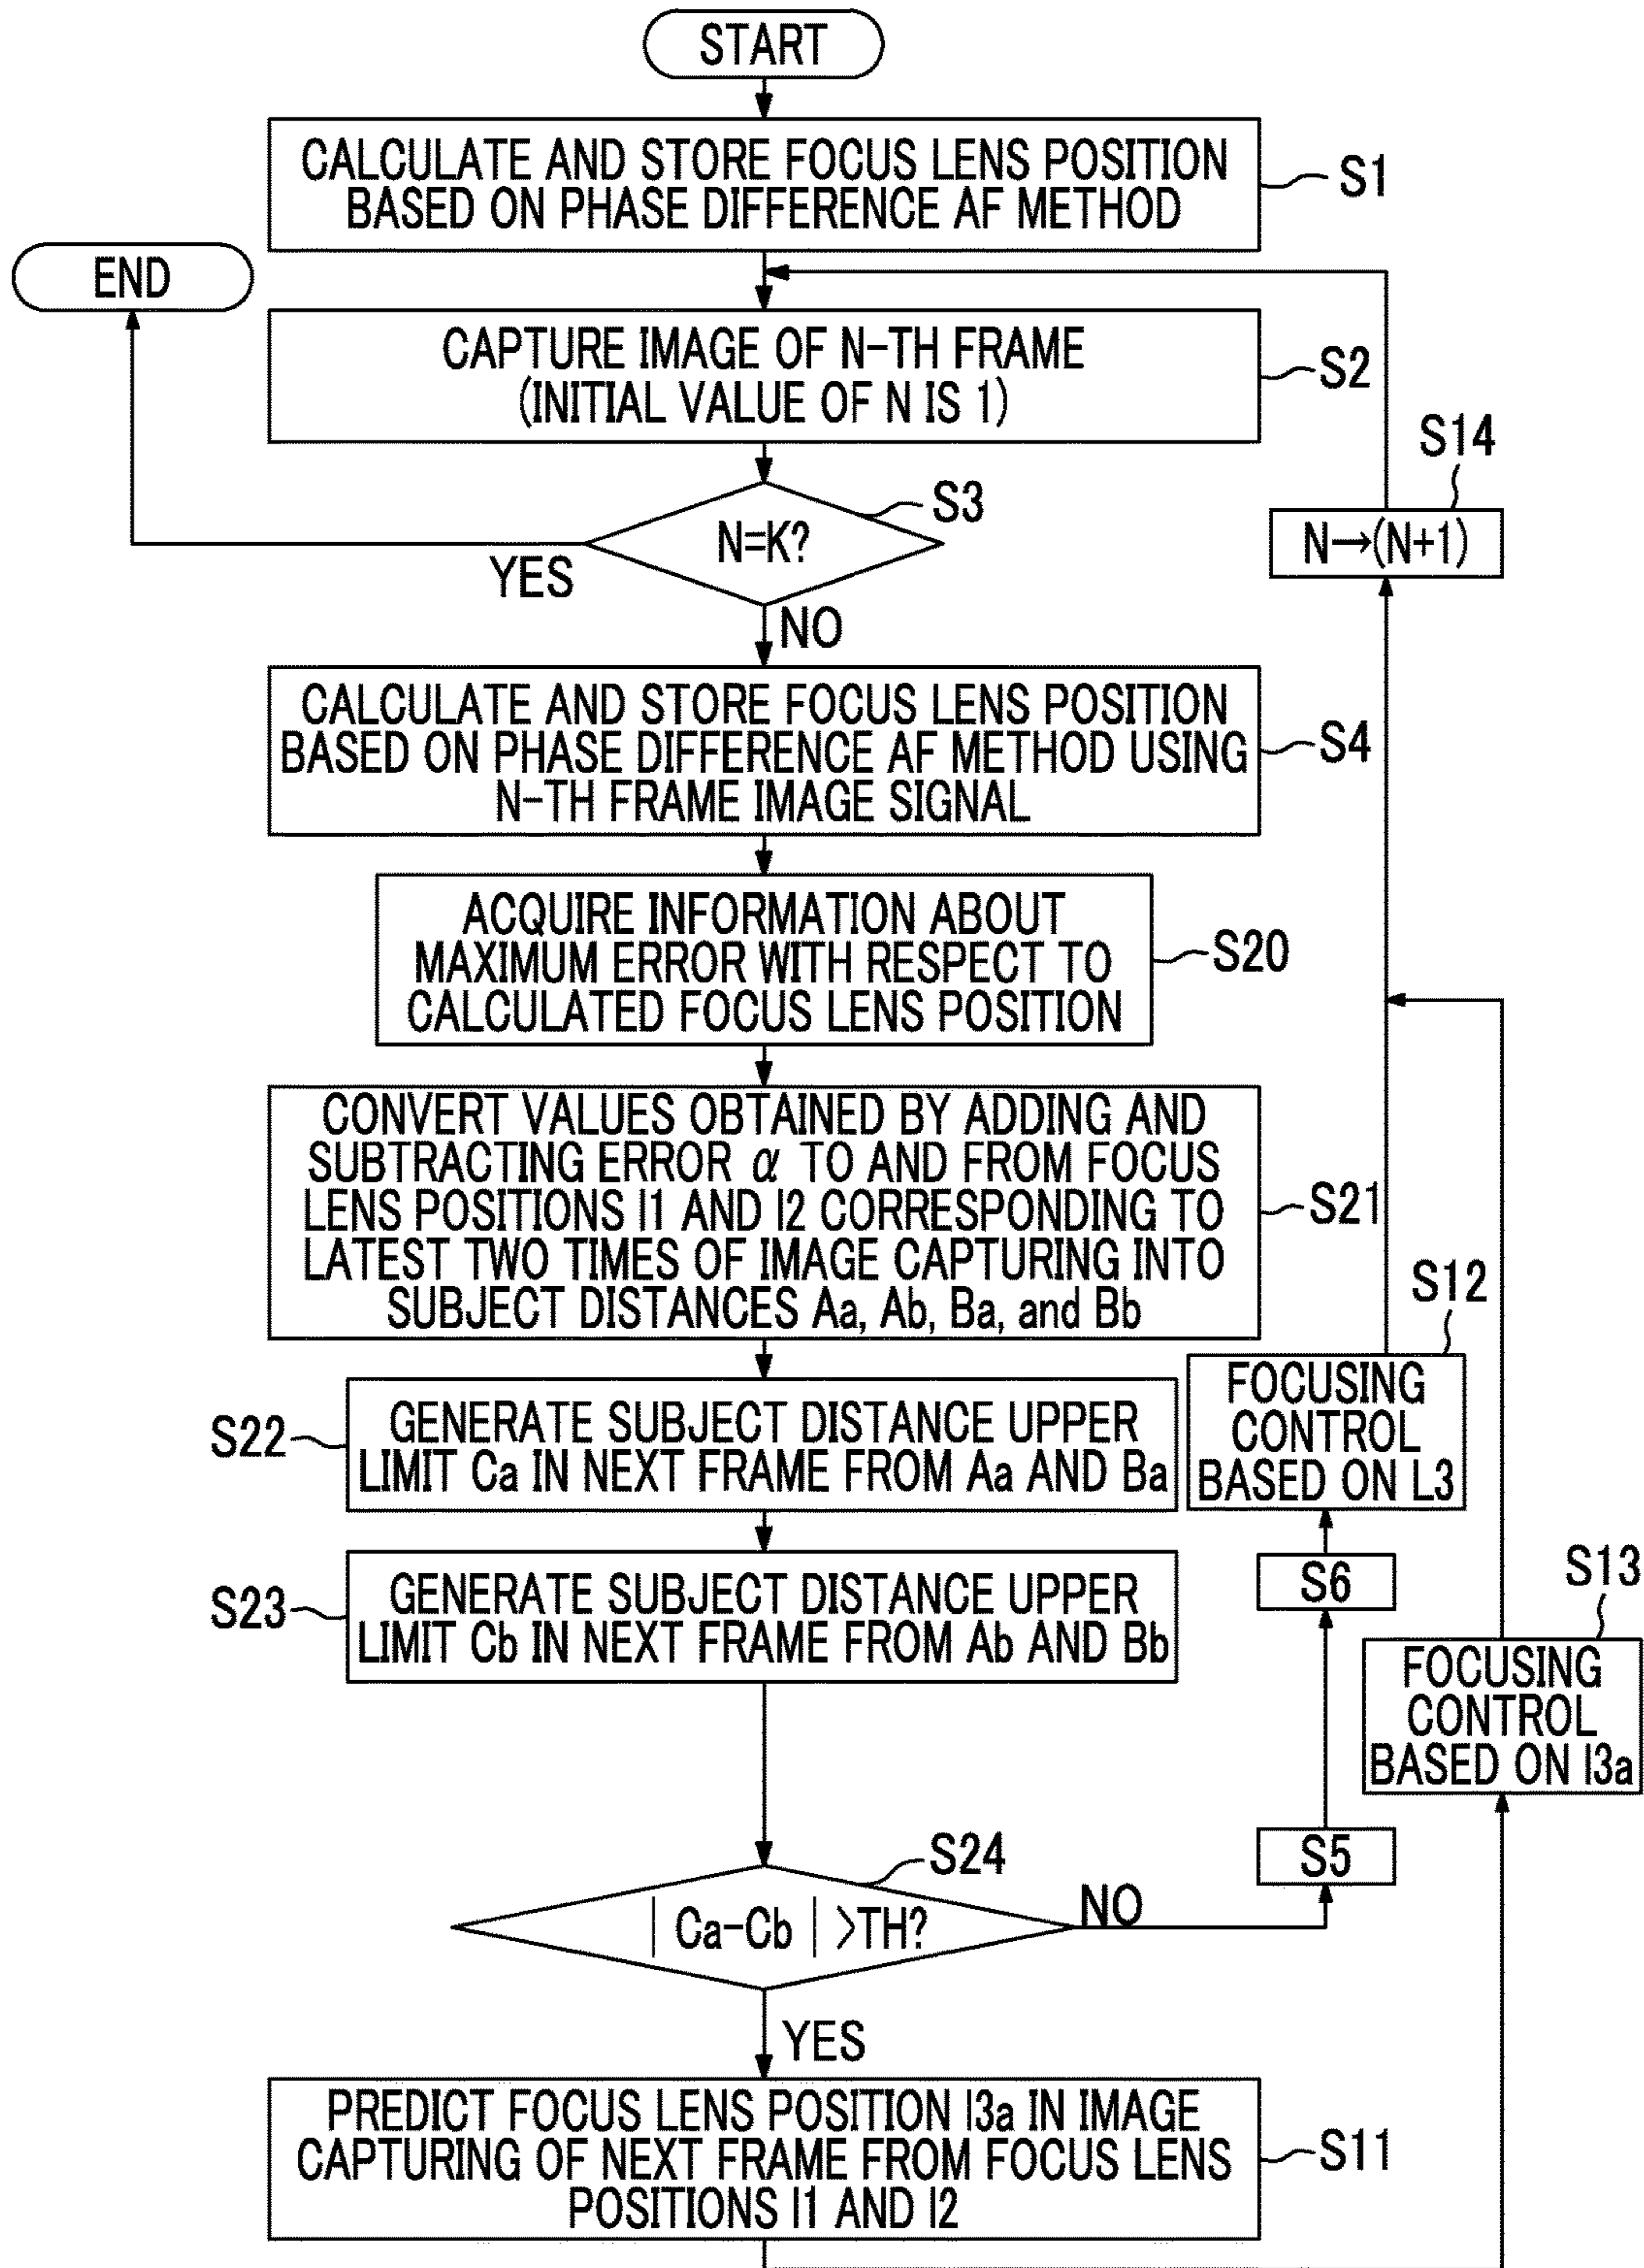 START
CALCULATE AND STORE FOCUS LENS POSITION
BASED ON PHASE DIFFERENCE AF METHOD
S1
END
CAPTURE IMAGE OF N-TH FRAME
(INITIAL VALUE OF N IS 1)
S2
S14
N→(N+1)
S3
N=K?
YES
NO
CALCULATE AND STORE FOCUS LENS POSITION
BASED ON PHASE DIFFERENCE AF METHOD USING
N-TH FRAME IMAGE SIGNAL
S4
ACQUIRE INFORMATION ABOUT
MAXIMUM ERROR WITH RESPECT TO
CALCULATED FOCUS LENS POSITION
S20
CONVERT VALUES OBTAINED BY ADDING AND
SUBTRACTING ERROR α TO AND FROM FOCUS
LENS POSITIONS l1 AND l2 CORRESPONDING TO
LATEST TWO TIMES OF IMAGE CAPTURING INTO
SUBJECT DISTANCES Aa, Ab, Ba, and Bb
S21
S12
FOCUSING
CONTROL
BASED ON L3
S22
GENERATE SUBJECT DISTANCE UPPER
LIMIT Ca IN NEXT FRAME FROM Aa AND Ba
S6
S23
GENERATE SUBJECT DISTANCE UPPER
LIMIT Cb IN NEXT FRAME FROM Ab AND Bb
S13
FOCUSING
CONTROL
BASED ON l3a
S5
S24
| Ca-Cb | >TH?
NO
YES
PREDICT FOCUS LENS POSITION l3a IN IMAGE
CAPTURING OF NEXT FRAME FROM FOCUS LENS
POSITIONS l1 AND l2
S11